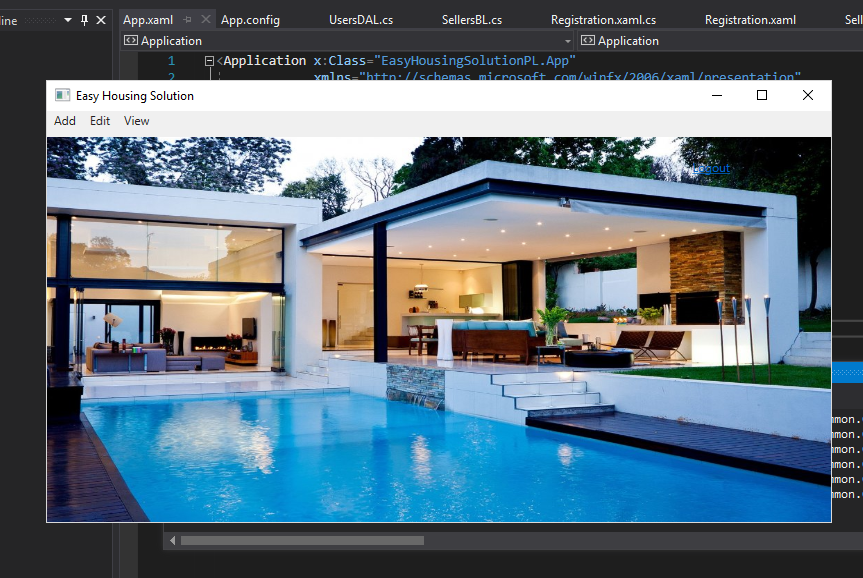 line
App.xaml App.config UsersDAL.cs SellersBL.cs Registration.xaml.cs Registration.xaml Sell
Application Application
1 <Application x:Class="EasyHousingSolutionPL.App"
2 xmlns="http://schemas.microsoft.com/winfx/2006/xaml/presentation"
Easy Housing Solution
Add Edit View
Logout
mmon.
mmon.
mmon.
mmon.
mmon.
mmon.